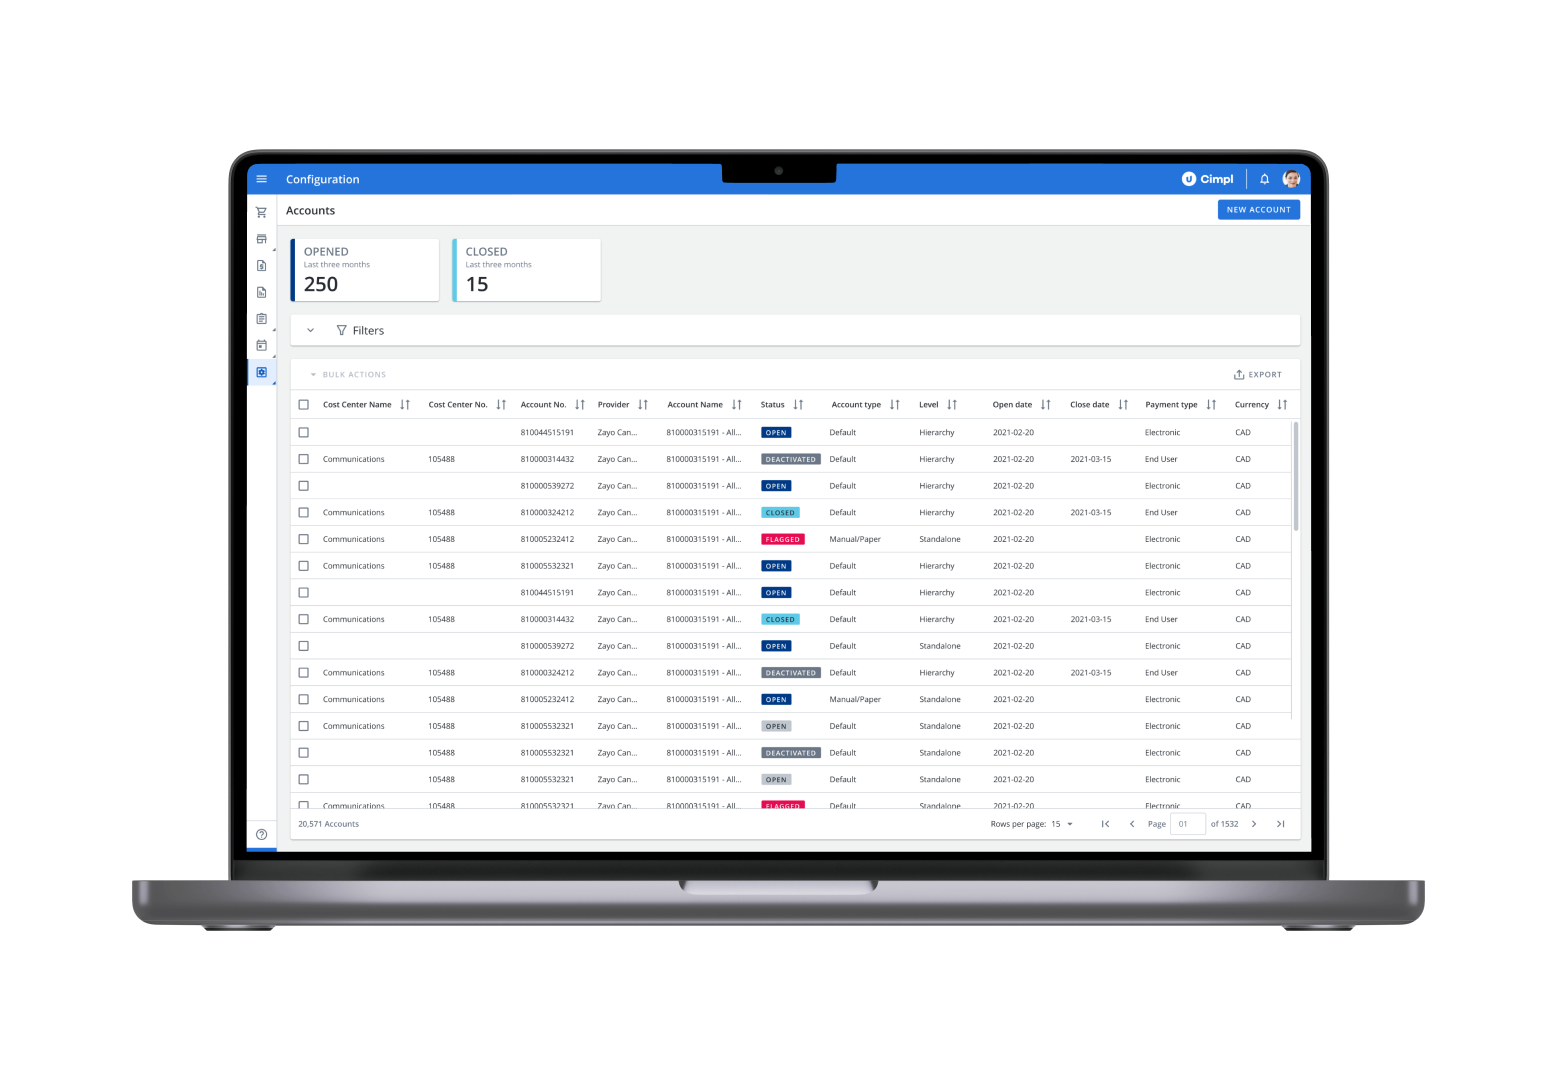 Configuration
Cimpl
Accounts
NEW ACCOUNT
OPENED
Last three months
250
CLOSED
Last three months
15
Filters
BULK ACTIONS
EXPORT
Cost Center Name Cost Center No. Account No. Provider Account Name Status Account type Level Open date Close date Payment type Currency
810044515191 Zayo Can... 810000315191 - All... OPEN Default Hierarchy 2021-02-20 Electronic CAD
Communications 105488 810000314432 Zayo Can... 810000315191 - All... DEACTIVATED Default Hierarchy 2021-02-20 2021-03-15 End User CAD
810000539272 Zayo Can... 810000315191 - All... OPEN Default Hierarchy 2021-02-20 Electronic CAD
Communications 105488 810000324212 Zayo Can... 810000315191 - All... CLOSED Default Hierarchy 2021-02-20 2021-03-15 End User CAD
Communications 105488 810005232412 Zayo Can... 810000315191 - All... FLAGGED Manual/Paper Standalone 2021-02-20 Electronic CAD
Communications 105488 810005532321 Zayo Can... 810000315191 - All... OPEN Default Hierarchy 2021-02-20 Electronic CAD
810044515191 Zayo Can... 810000315191 - All... OPEN Default Hierarchy 2021-02-20 Electronic CAD
Communications 105488 810000314432 Zayo Can... 810000315191 - All... CLOSED Default Hierarchy 2021-02-20 2021-03-15 End User CAD
810000539272 Zayo Can... 810000315191 - All... OPEN Default Standalone 2021-02-20 Electronic CAD
Communications 105488 810000324212 Zayo Can... 810000315191 - All... DEACTIVATED Default Hierarchy 2021-02-20 2021-03-15 End User CAD
Communications 105488 810005232412 Zayo Can... 810000315191 - All... OPEN Manual/Paper Standalone 2021-02-20 Electronic CAD
Communications 105488 810005532321 Zayo Can... 810000315191 - All... OPEN Default Standalone 2021-02-20 Electronic CAD
105488 810005532321 Zayo Can... 810000315191 - All... DEACTIVATED Default Standalone 2021-02-20 Electronic CAD
105488 810005532321 Zayo Can... 810000315191 - All... OPEN Default Standalone 2021-02-20 Electronic CAD
Communications 105488 810005532321 Zayo Can... 810000315191 - All... FLAGGED Default Standalone 2021-02-20 Electronic CAD
20,571 Accounts
Rows per page: 15
Page 01 of 1532